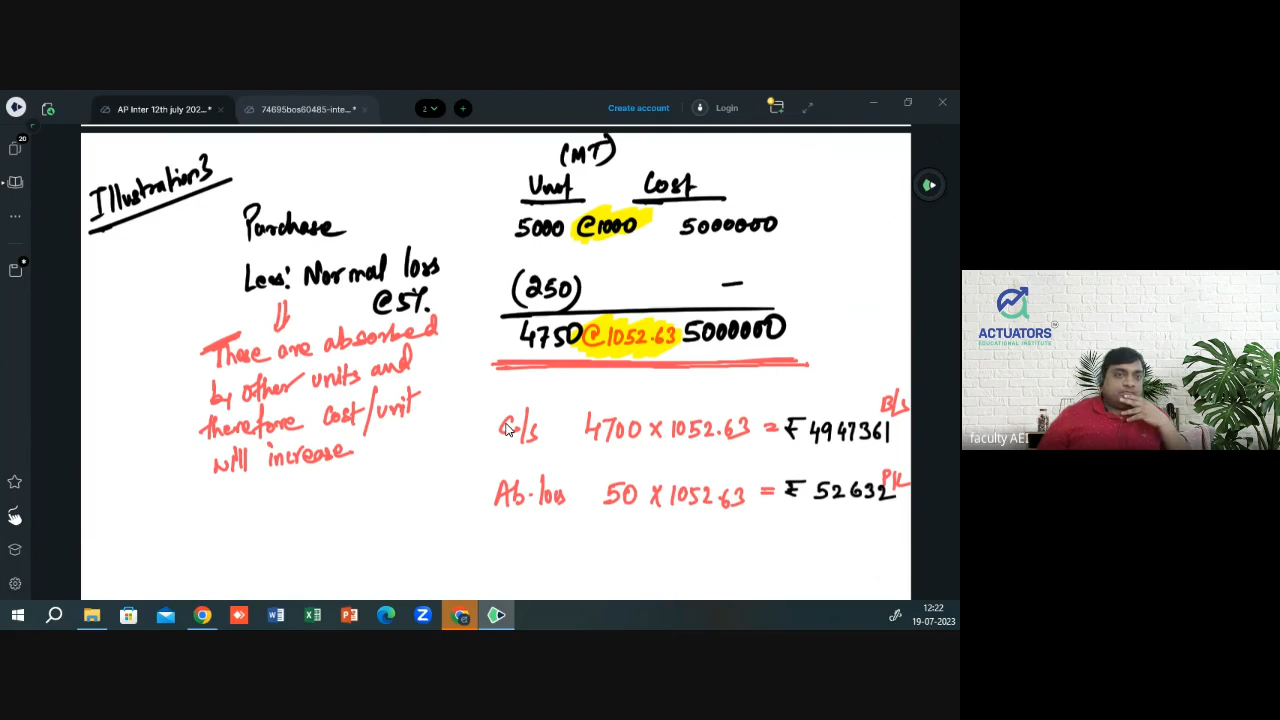 AP Inter 12th july 202...*
74695bos60485-inte...*
2
Create account
Login
20
Illustration 3
(MT)
Unit Cost
Purchase 5000 @1000 5000000
Less: Normal loss (250) —
@5%.
4750 @1052.63 5000000
These are absorbed
by other units and
therefore cost/unit
will increase
C/s 4700 × 1052.63 = ₹ 4947361 B/s
Ab. loss 50 × 1052.63 = ₹ 52632 P/L
ACTUATORS
EDUCATIONAL INSTITUTE
faculty AEI
12:22
19-07-2023